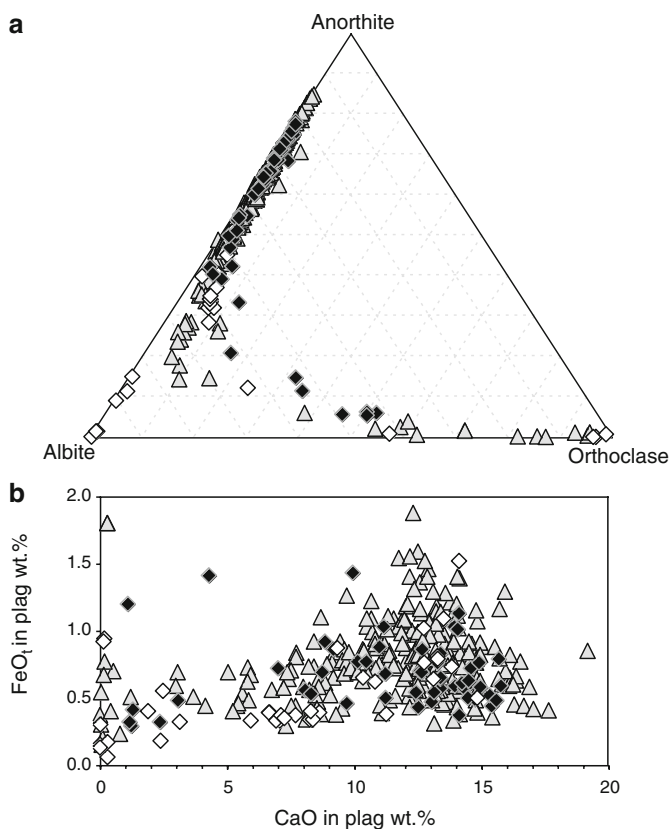 a
Anorthite
Albite
Orthoclase
b
2.0
1.5
1.0
0.5
0.0
FeOt in plag wt.%
0
5
10
15
20
CaO in plag wt.%